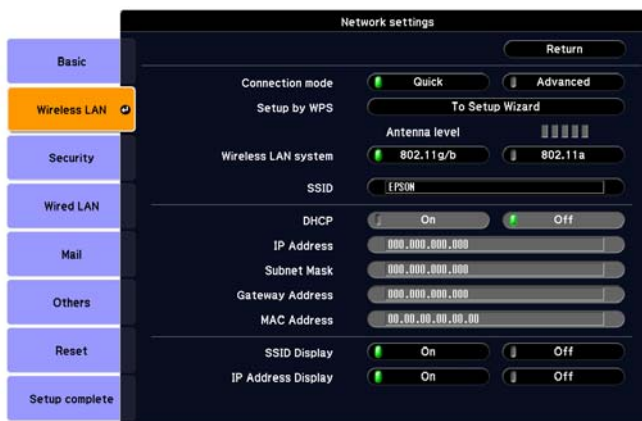 Network settings
Return
Basic
Connection mode Quick Advanced
Wireless LAN
Setup by WPS To Setup Wizard
Antenna level
Security
Wireless LAN system 802.11g/b 802.11a
SSID EPSON
Wired LAN
DHCP On Off
Mail
IP Address 000.000.000.000
Subnet Mask 000.000.000.000
Others
Gateway Address 000.000.000.000
MAC Address 00.00.00.00.00.00
Reset
SSID Display On Off
IP Address Display On Off
Setup complete